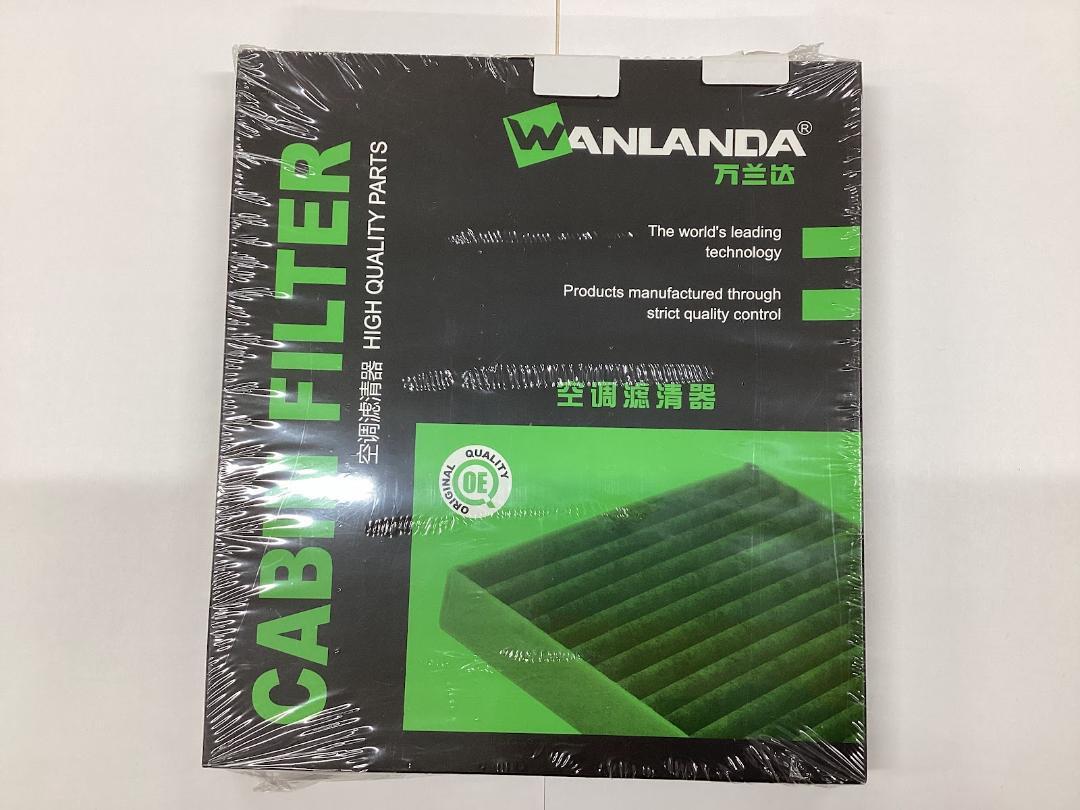 WANLANDA®
万兰达
The world's leading
technology
Products manufactured through
strict quality control
空调滤清器
CABIN FILTER
空调滤清器 HIGH QUALITY PARTS
ORIGINAL QUALITY
OE